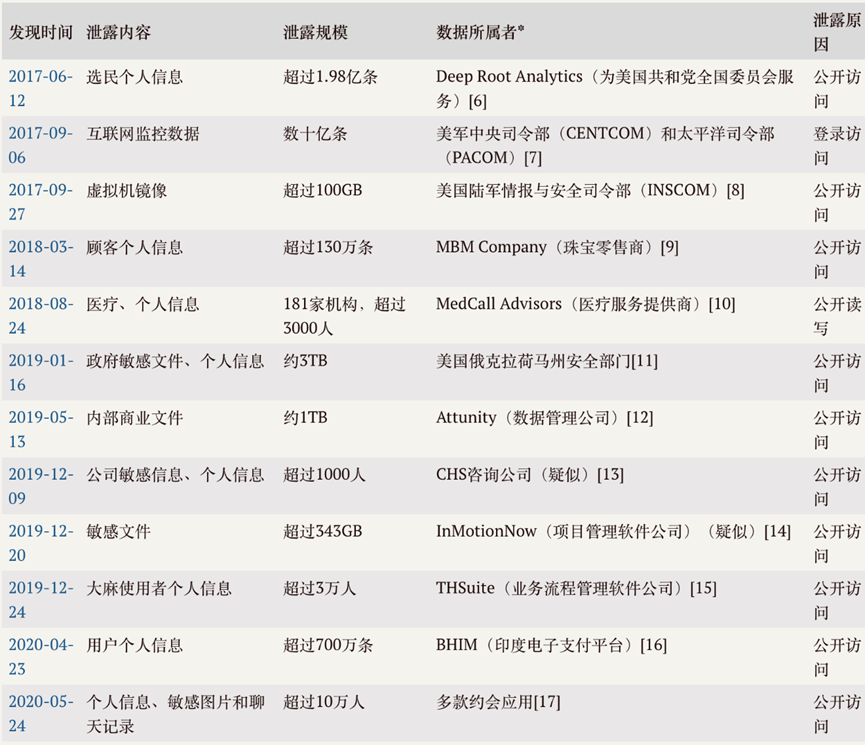 发现时间 泄露内容 泄露规模 数据所属者* 泄露原
因
2017-06- 选民个人信息 超过1.98亿条 Deep Root Analytics（为美国共和党全国委员会服 公开访
12 务）[6] 问
2017-09- 互联网监控数据 数十亿条 美军中央司令部（CENTCOM）和太平洋司令部 登录访
06 （PACOM）[7] 问
2017-09- 虚拟机镜像 超过100GB 美国陆军情报与安全司令部（INSCOM）[8] 公开访
27 问
2018-03- 顾客个人信息 超过130万条 MBM Company（珠宝零售商）[9] 公开访
14 问
2018-08- 医疗、个人信息 181家机构，超过 MedCall Advisors（医疗服务提供商）[10] 公开读
24 3000人 写
2019-01- 政府敏感文件、个人信息 约3TB 美国俄克拉荷马州安全部门[11] 公开访
16 问
2019-05- 内部商业文件 约1TB Attunity（数据管理公司）[12] 公开访
13 问
2019-12- 公司敏感信息、个人信息 超过1000人 CHS咨询公司（疑似）[13] 公开访
09 问
2019-12- 敏感文件 超过343GB InMotionNow（项目管理软件公司）（疑似）[14] 公开访
20 问
2019-12- 大麻使用者个人信息 超过3万人 THSuite（业务流程管理软件公司）[15] 公开访
24 问
2020-04- 用户个人信息 超过700万条 BHIM（印度电子支付平台）[16] 公开访
23 问
2020-05- 个人信息、敏感图片和聊 超过10万人 多款约会应用[17] 公开访
24 天记录 问